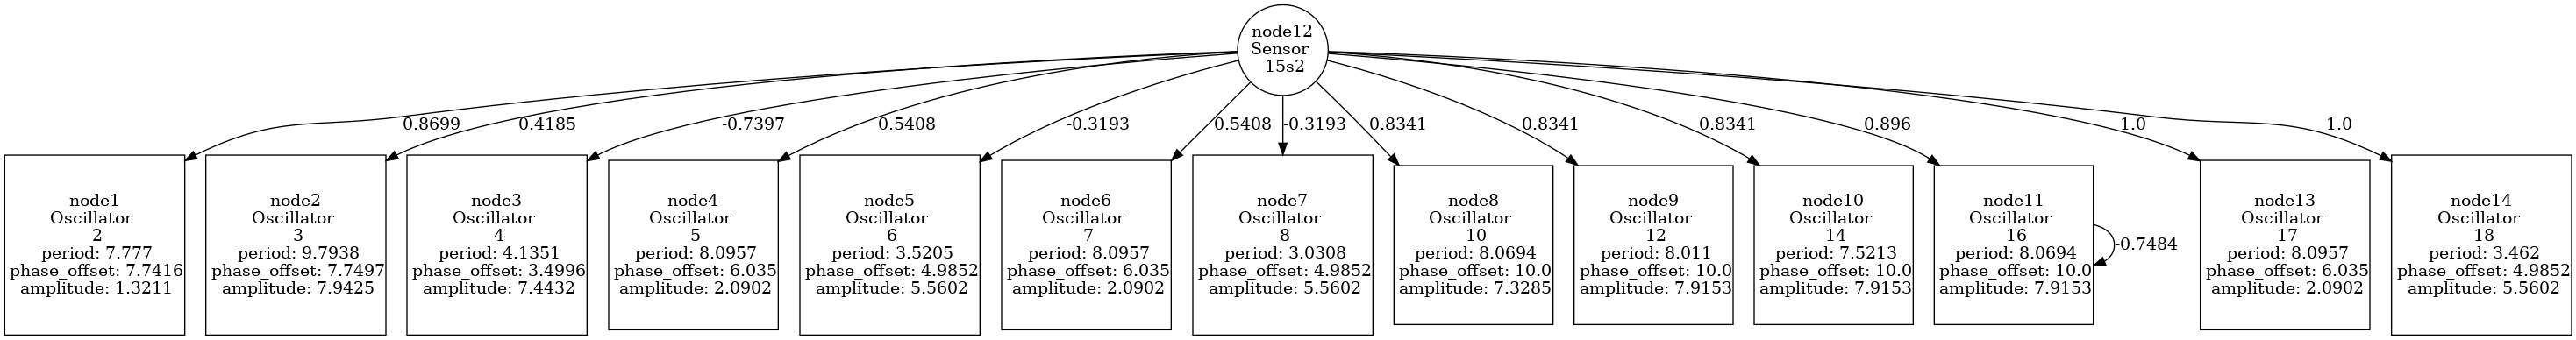 node12
Sensor
15s2
0.8699
0.4185
-0.7397
0.5408
-0.3193
0.5408
-0.3193
0.8341
0.8341
0.8341
0.896
1.0
1.0
node1
Oscillator
2
period: 7.777
phase_offset: 7.7416
amplitude: 1.3211
node2
Oscillator
3
period: 9.7938
phase_offset: 7.7497
amplitude: 7.9425
node3
Oscillator
4
period: 4.1351
phase_offset: 3.4996
amplitude: 7.4432
node4
Oscillator
5
period: 8.0957
phase_offset: 6.035
amplitude: 2.0902
node5
Oscillator
6
period: 3.5205
phase_offset: 4.9852
amplitude: 5.5602
node6
Oscillator
7
period: 8.0957
phase_offset: 6.035
amplitude: 2.0902
node7
Oscillator
8
period: 3.0308
phase_offset: 4.9852
amplitude: 5.5602
node8
Oscillator
10
period: 8.0694
phase_offset: 10.0
amplitude: 7.3285
node9
Oscillator
12
period: 8.011
phase_offset: 10.0
amplitude: 7.9153
node10
Oscillator
14
period: 7.5213
phase_offset: 10.0
amplitude: 7.9153
node11
Oscillator
16
period: 8.0694
phase_offset: 10.0
amplitude: 7.9153
-0.7484
node13
Oscillator
17
period: 8.0957
phase_offset: 6.035
amplitude: 2.0902
node14
Oscillator
18
period: 3.462
phase_offset: 4.9852
amplitude: 5.5602